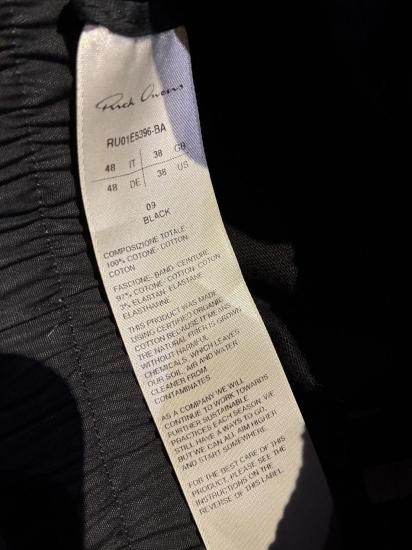 Rick Owens
RU01E5396-BA
48 IT 38 GB
48 DE 38 US
09
BLACK
COMPOSIZIONE TOTALE
100% COTONE- COTTON-
COTON
FASCIONE- BAND- CEINTURE
97% COTONE- COTTON- COTON
3% ELASTAN- ELASTANE-
ELASTHANNE
THIS PRODUCT WAS MADE
USING CERTIFIED ORGANIC
COTTON BECAUSE IT MEANS
THE NATURAL FIBER IS GROWN
WITHOUT HARMFUL
CHEMICALS, WHICH LEAVES
OUR SOIL, AIR AND WATER
CLEANER FROM
CONTAMINATES
AS A COMPANY WE WILL
CONTINUE TO WORK TOWARDS
FURTHER SUSTAINABLE
PRACTICES EACH SEASON. WE
STILL HAVE A WAYS TO GO,
BUT WE CAN ALL AIM HIGHER
AND START SOMEWHERE.
FOR THE BEST CARE OF THIS
PRODUCT, PLEASE SEE THE
INSTRUCTIONS ON THE
REVERSE OF THIS LABEL.